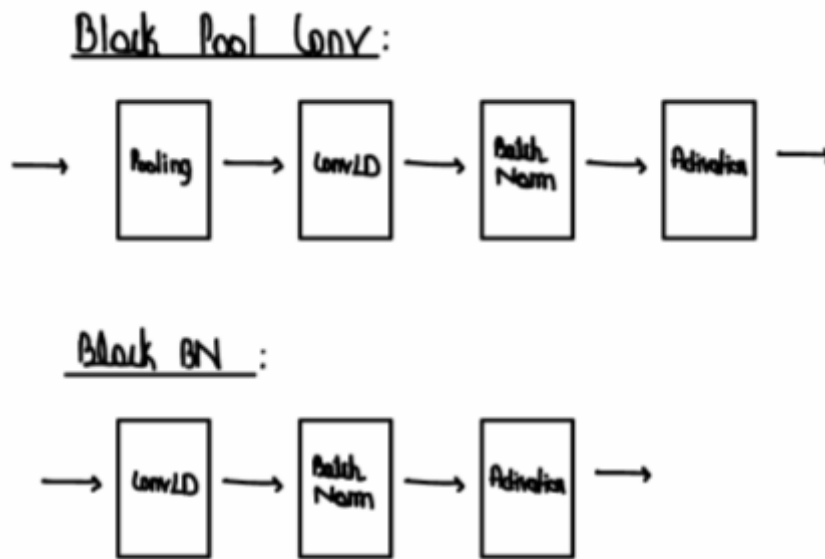 Block Pool Conv:
Pooling
Conv1D
Batch
Norm
Activation
Block BN :
Conv1D
Batch
Norm
Activation